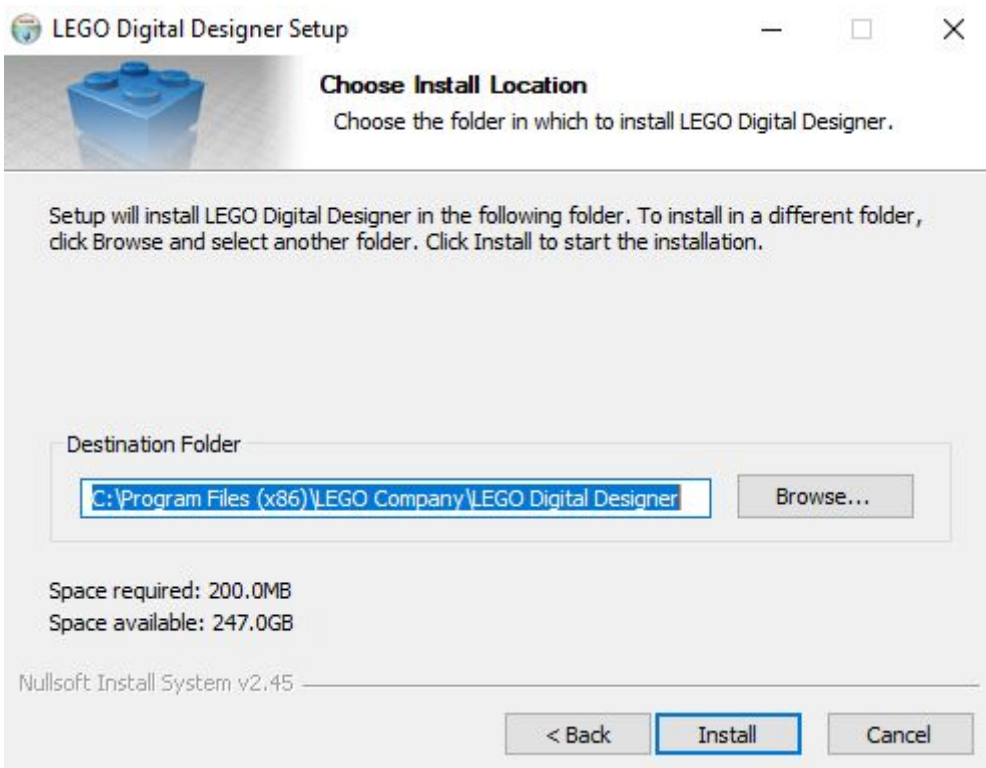 LEGO Digital Designer Setup
Choose Install Location
Choose the folder in which to install LEGO Digital Designer.
Setup will install LEGO Digital Designer in the following folder. To install in a different folder,
click Browse and select another folder. Click Install to start the installation.
Destination Folder
C:\Program Files (x86)\LEGO Company\LEGO Digital Designer
Browse...
Space required: 200.0MB
Space available: 247.0GB
Nullsoft Install System v2.45
< Back
Install
Cancel